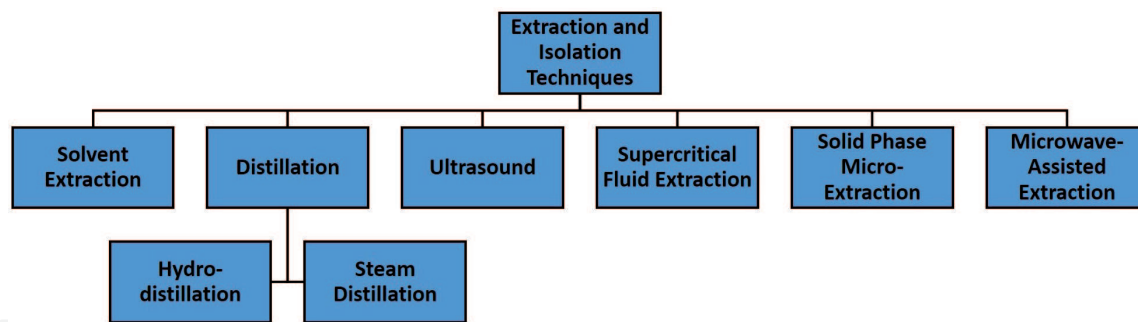 Extraction and
Isolation
Techniques
Solvent
Extraction
Distillation
Ultrasound
Supercritical
Fluid Extraction
Solid Phase
Micro-
Extraction
Microwave-
Assisted
Extraction
Hydro-
distillation
Steam
Distillation